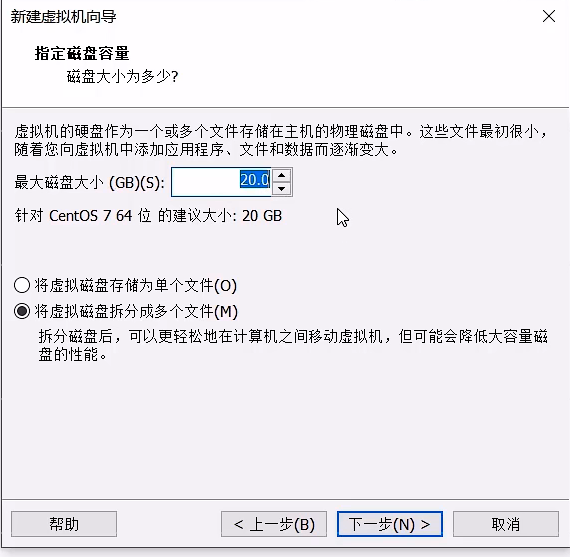 新建虚拟机向导
指定磁盘容量
磁盘大小为多少?
虚拟机的硬盘作为一个或多个文件存储在主机的物理磁盘中。这些文件最初很小，
随着您向虚拟机中添加应用程序、文件和数据而逐渐变大。
最大磁盘大小 (GB)(S): 20.0
针对 CentOS 7 64 位 的建议大小: 20 GB
将虚拟磁盘存储为单个文件(O)
将虚拟磁盘拆分成多个文件(M)
拆分磁盘后，可以更轻松地在计算机之间移动虚拟机，但可能会降低大容量磁
盘的性能。
帮助 < 上一步(B) 下一步(N) > 取消